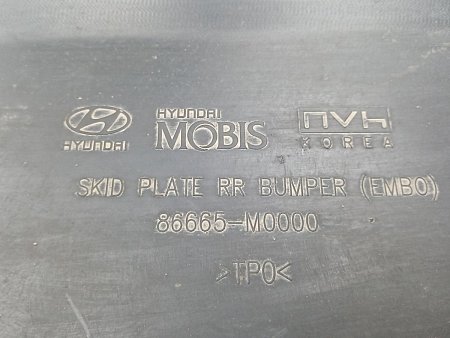 HYUNDAI
HYUNDAI
MOBIS
nvh
KOREA
SKID PLATE RR BUMPER (EMBO)
86665-M0000
>TPO<